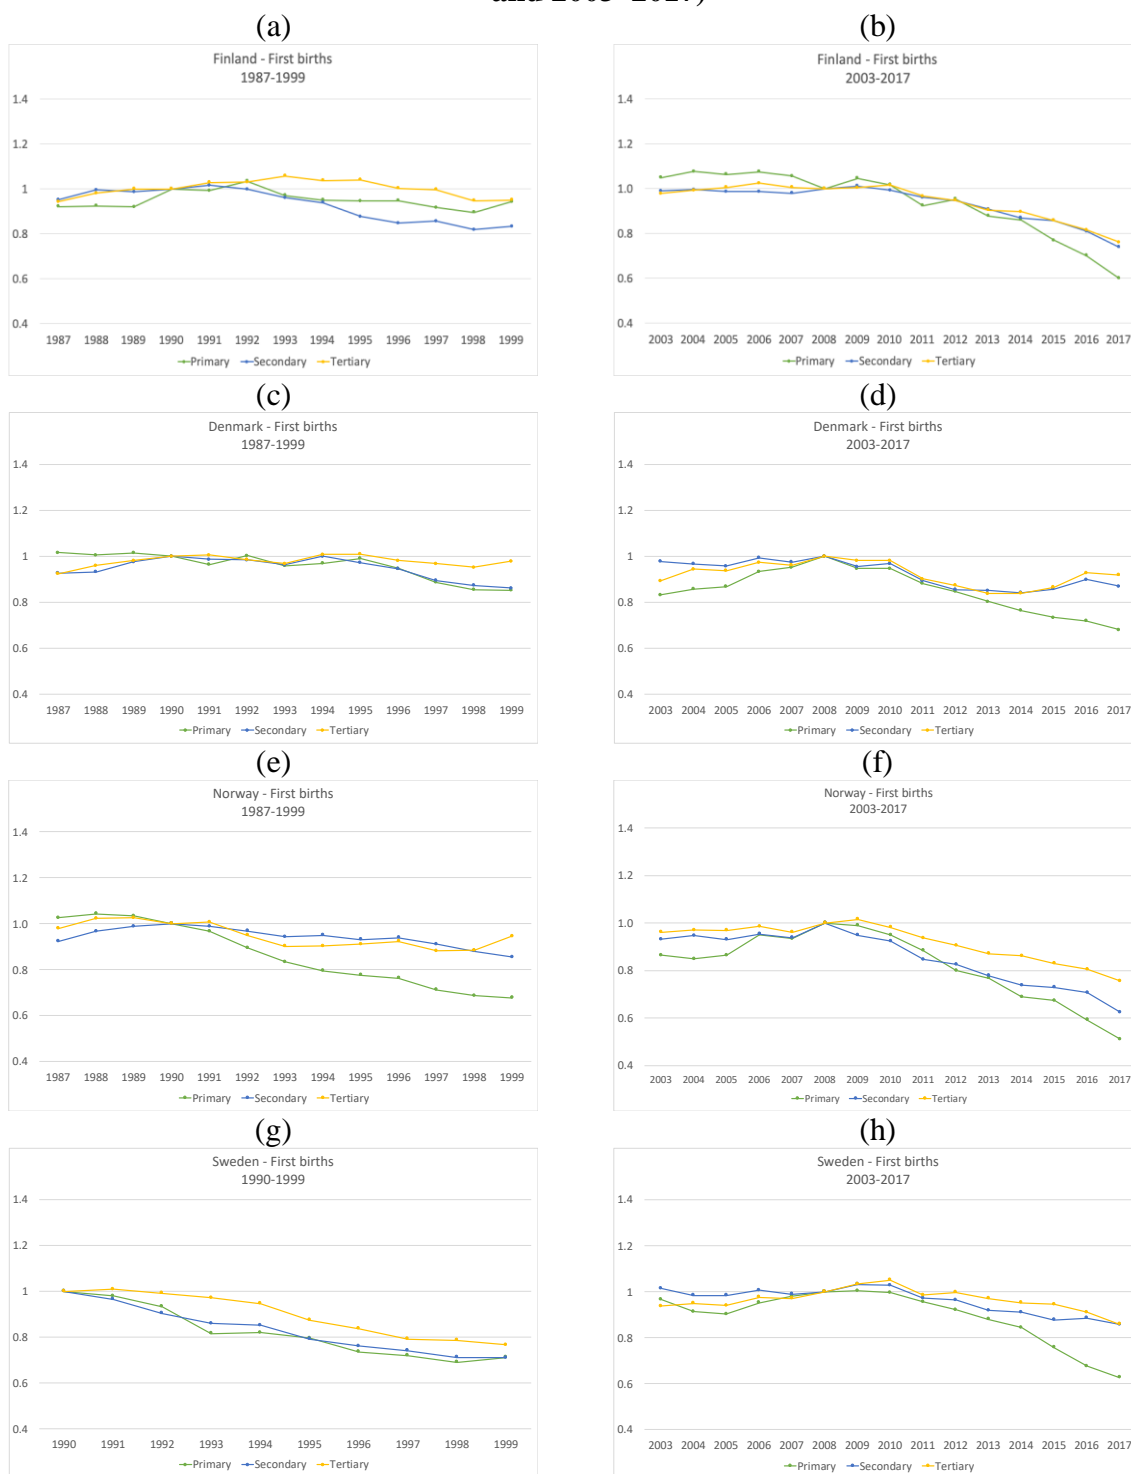 and 2003–2017)
(a)
Finland - First births
1987-1999
1.4
1.2
1
0.8
0.6
0.4
1987 1988 1989 1990 1991 1992 1993 1994 1995 1996 1997 1998 1999
Primary Secondary Tertiary
(b)
Finland - First births
2003-2017
1.4
1.2
1.0
0.8
0.6
0.4
2003 2004 2005 2006 2007 2008 2009 2010 2011 2012 2013 2014 2015 2016 2017
Primary Secondary Tertiary
(c)
Denmark - First births
1987-1999
1.4
1.2
1
0.8
0.6
0.4
1987 1988 1989 1990 1991 1992 1993 1994 1995 1996 1997 1998 1999
Primary Secondary Tertiary
(d)
Denmark - First births
2003-2017
1.4
1.2
1
0.8
0.6
0.4
2003 2004 2005 2006 2007 2008 2009 2010 2011 2012 2013 2014 2015 2016 2017
Primary Secondary Tertiary
(e)
Norway - First births
1987-1999
1.4
1.2
1.0
0.8
0.6
0.4
1987 1988 1989 1990 1991 1992 1993 1994 1995 1996 1997 1998 1999
Primary Secondary Tertiary
(f)
Norway - First births
2003-2017
1.4
1.2
1.0
0.8
0.6
0.4
2003 2004 2005 2006 2007 2008 2009 2010 2011 2012 2013 2014 2015 2016 2017
Primary Secondary Tertiary
(g)
Sweden - First births
1990-1999
1.4
1.2
1
0.8
0.6
0.4
1990 1991 1992 1993 1994 1995 1996 1997 1998 1999
Primary Secondary Tertiary
(h)
Sweden - First births
2003-2017
1.4
1.2
1
0.8
0.6
0.4
2003 2004 2005 2006 2007 2008 2009 2010 2011 2012 2013 2014 2015 2016 2017
Primary Secondary Tertiary